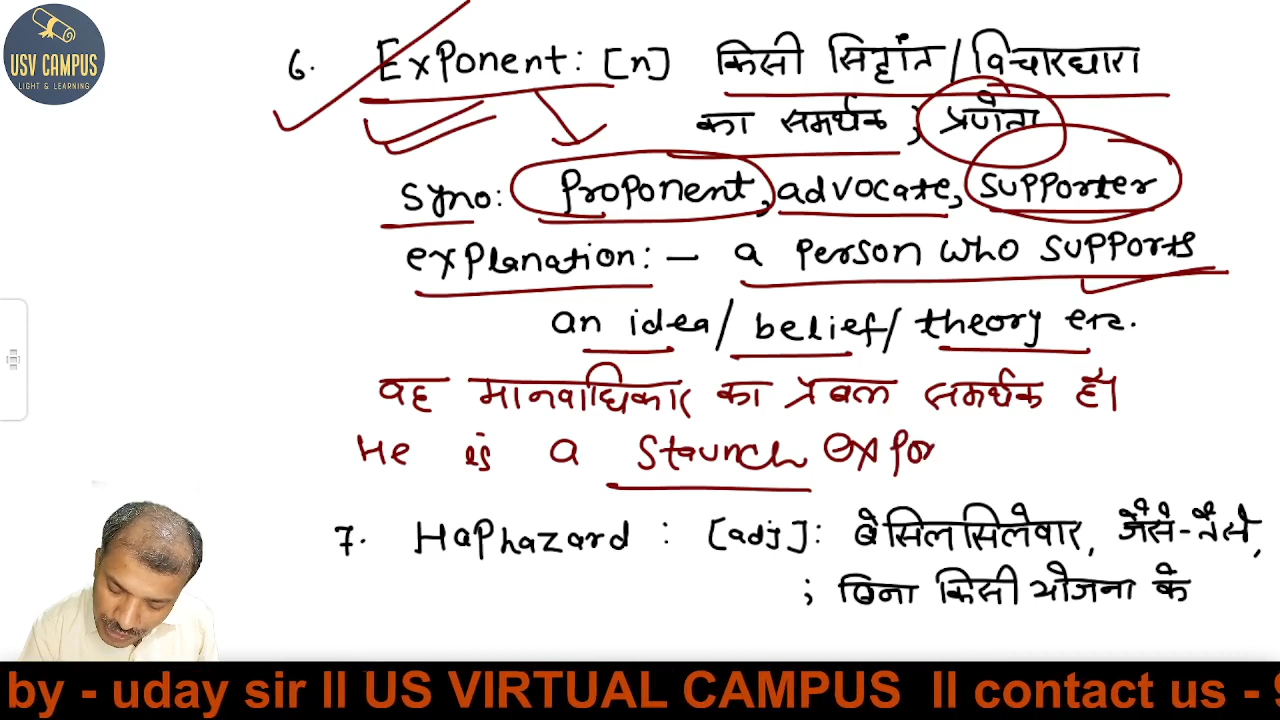 USV CAMPUS
LIGHT & LEARNING
6. Exponent: [n] किसी सिद्धांत / विचारधारा
का समर्थक ; प्रणेता
Syno: Proponent, advocate, supporter
explanation: – a person who supports
an idea/ belief/ theory etc.
वह मानवाधिकार का प्रबल समर्थक है।
He is a staunch expo
7. Haphazard : [adj]: बेसिलसिलेवार, जैसे-तैसे,
; बिना किसी योजना के
by - uday sir II US VIRTUAL CAMPUS II contact us -